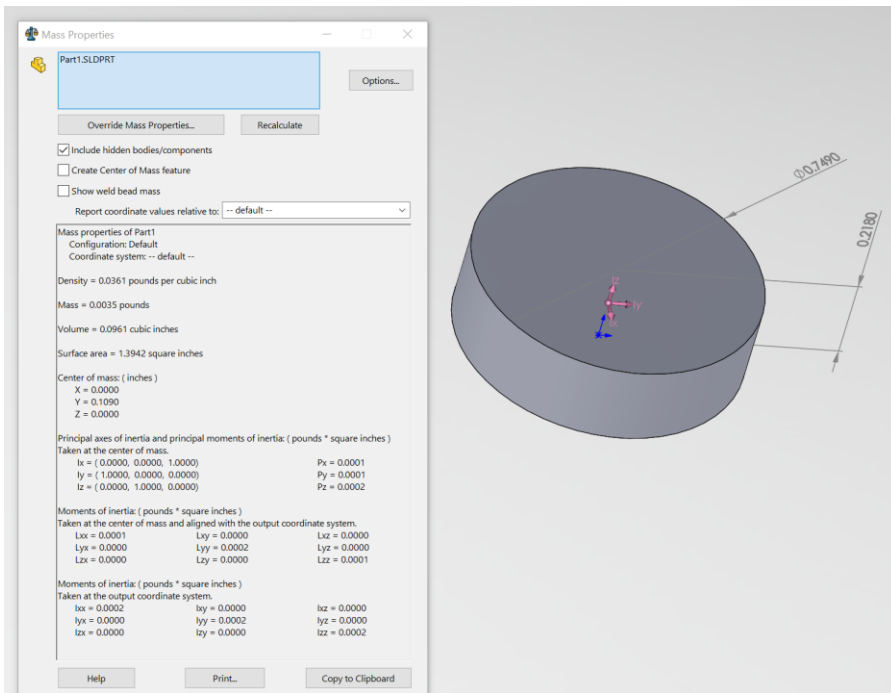 Mass Properties
Part1.SLDPRT
Options...
Override Mass Properties...
Recalculate
Include hidden bodies/components
Create Center of Mass feature
Show weld bead mass
Report coordinate values relative to: -- default --
Mass properties of Part1
Configuration: Default
Coordinate system: -- default --
Density = 0.0361 pounds per cubic inch
Mass = 0.0035 pounds
Volume = 0.0961 cubic inches
Surface area = 1.3942 square inches
Center of mass: ( inches )
X = 0.0000
Y = 0.1090
Z = 0.0000
Principal axes of inertia and principal moments of inertia: ( pounds * square inches )
Taken at the center of mass.
Ix = ( 0.0000, 0.0000, 1.0000) Px = 0.0001
Iy = ( 1.0000, 0.0000, 0.0000) Py = 0.0001
Iz = ( 0.0000, 1.0000, 0.0000) Pz = 0.0002
Moments of inertia: ( pounds * square inches )
Taken at the center of mass and aligned with the output coordinate system.
Lxx = 0.0001 Lxy = 0.0000 Lxz = 0.0000
Lyx = 0.0000 Lyy = 0.0002 Lyz = 0.0000
Lzx = 0.0000 Lzy = 0.0000 Lzz = 0.0001
Moments of inertia: ( pounds * square inches )
Taken at the output coordinate system.
Ixx = 0.0002 Ixy = 0.0000 Ixz = 0.0000
Iyx = 0.0000 Iyy = 0.0002 Iyz = 0.0000
Izx = 0.0000 Izy = 0.0000 Izz = 0.0002
Help
Print...
Copy to Clipboard
Φ0.7490
0.2180
Iz
Iy
Ix